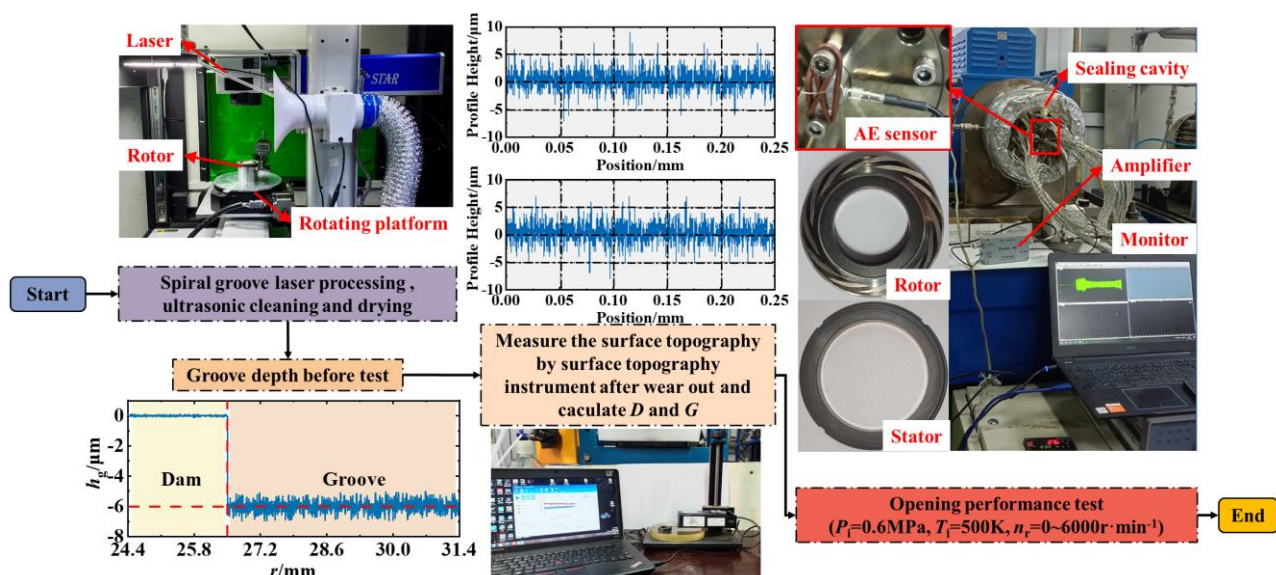 Laser
STAR
Rotor
Rotating platform
Profile Height/μm
10
5
0
-5
-10
0.00 0.05 0.10 0.15 0.20 0.25
Position/mm
Profile Height/μm
10
5
0
-5
-10
0.00 0.05 0.10 0.15 0.20 0.25
Position/mm
AE sensor
Sealing cavity
Amplifier
Rotor
Monitor
Stator
Start
Spiral groove laser processing ,
ultrasonic cleaning and drying
Groove depth before test
Measure the surface topography
by surface topography
instrument after wear out and
caculate D and G
hg/μm
0
-2
-4
-6
-8
Dam
Groove
24.4 25.8 27.2 28.6 30.0 31.4
r/mm
Opening performance test
(Pi=0.6MPa, Ti=500K, nr=0~6000r·min-1)
End